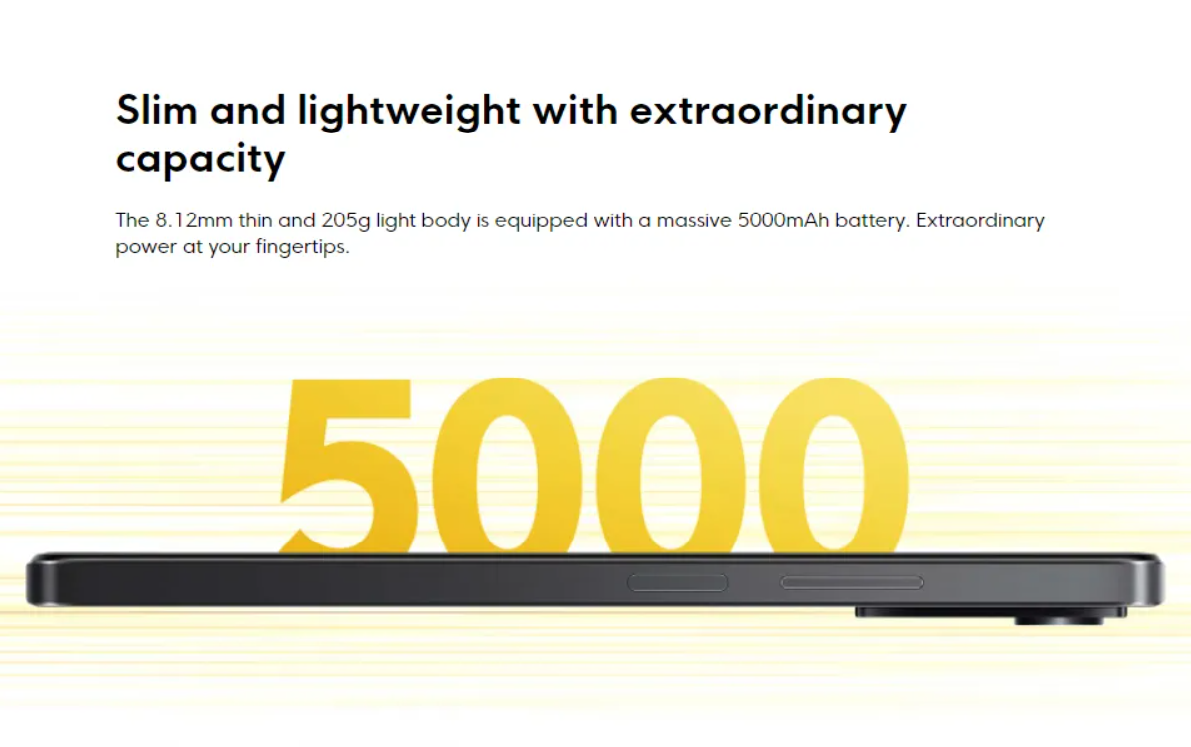 Slim and lightweight with extraordinary
capacity
The 8.12mm thin and 205g light body is equipped with a massive 5000mAh battery. Extraordinary
power at your fingertips.
5000